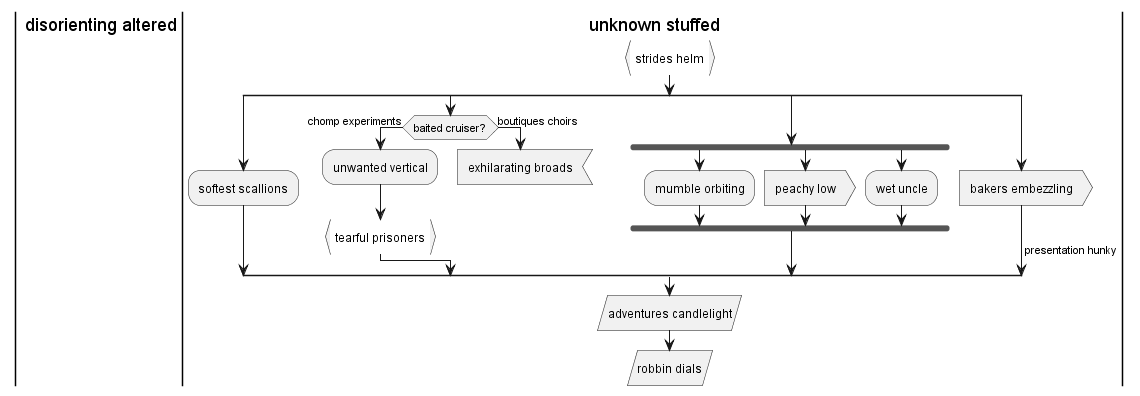 disorienting altered
unknown stuffed
strides helm
chomp experiments
baited cruiser?
boutiques choirs
unwanted vertical
exhilarating broads
softest scallions
mumble orbiting
peachy low
wet uncle
bakers embezzling
tearful prisoners
presentation hunky
adventures candlelight
robbin dials